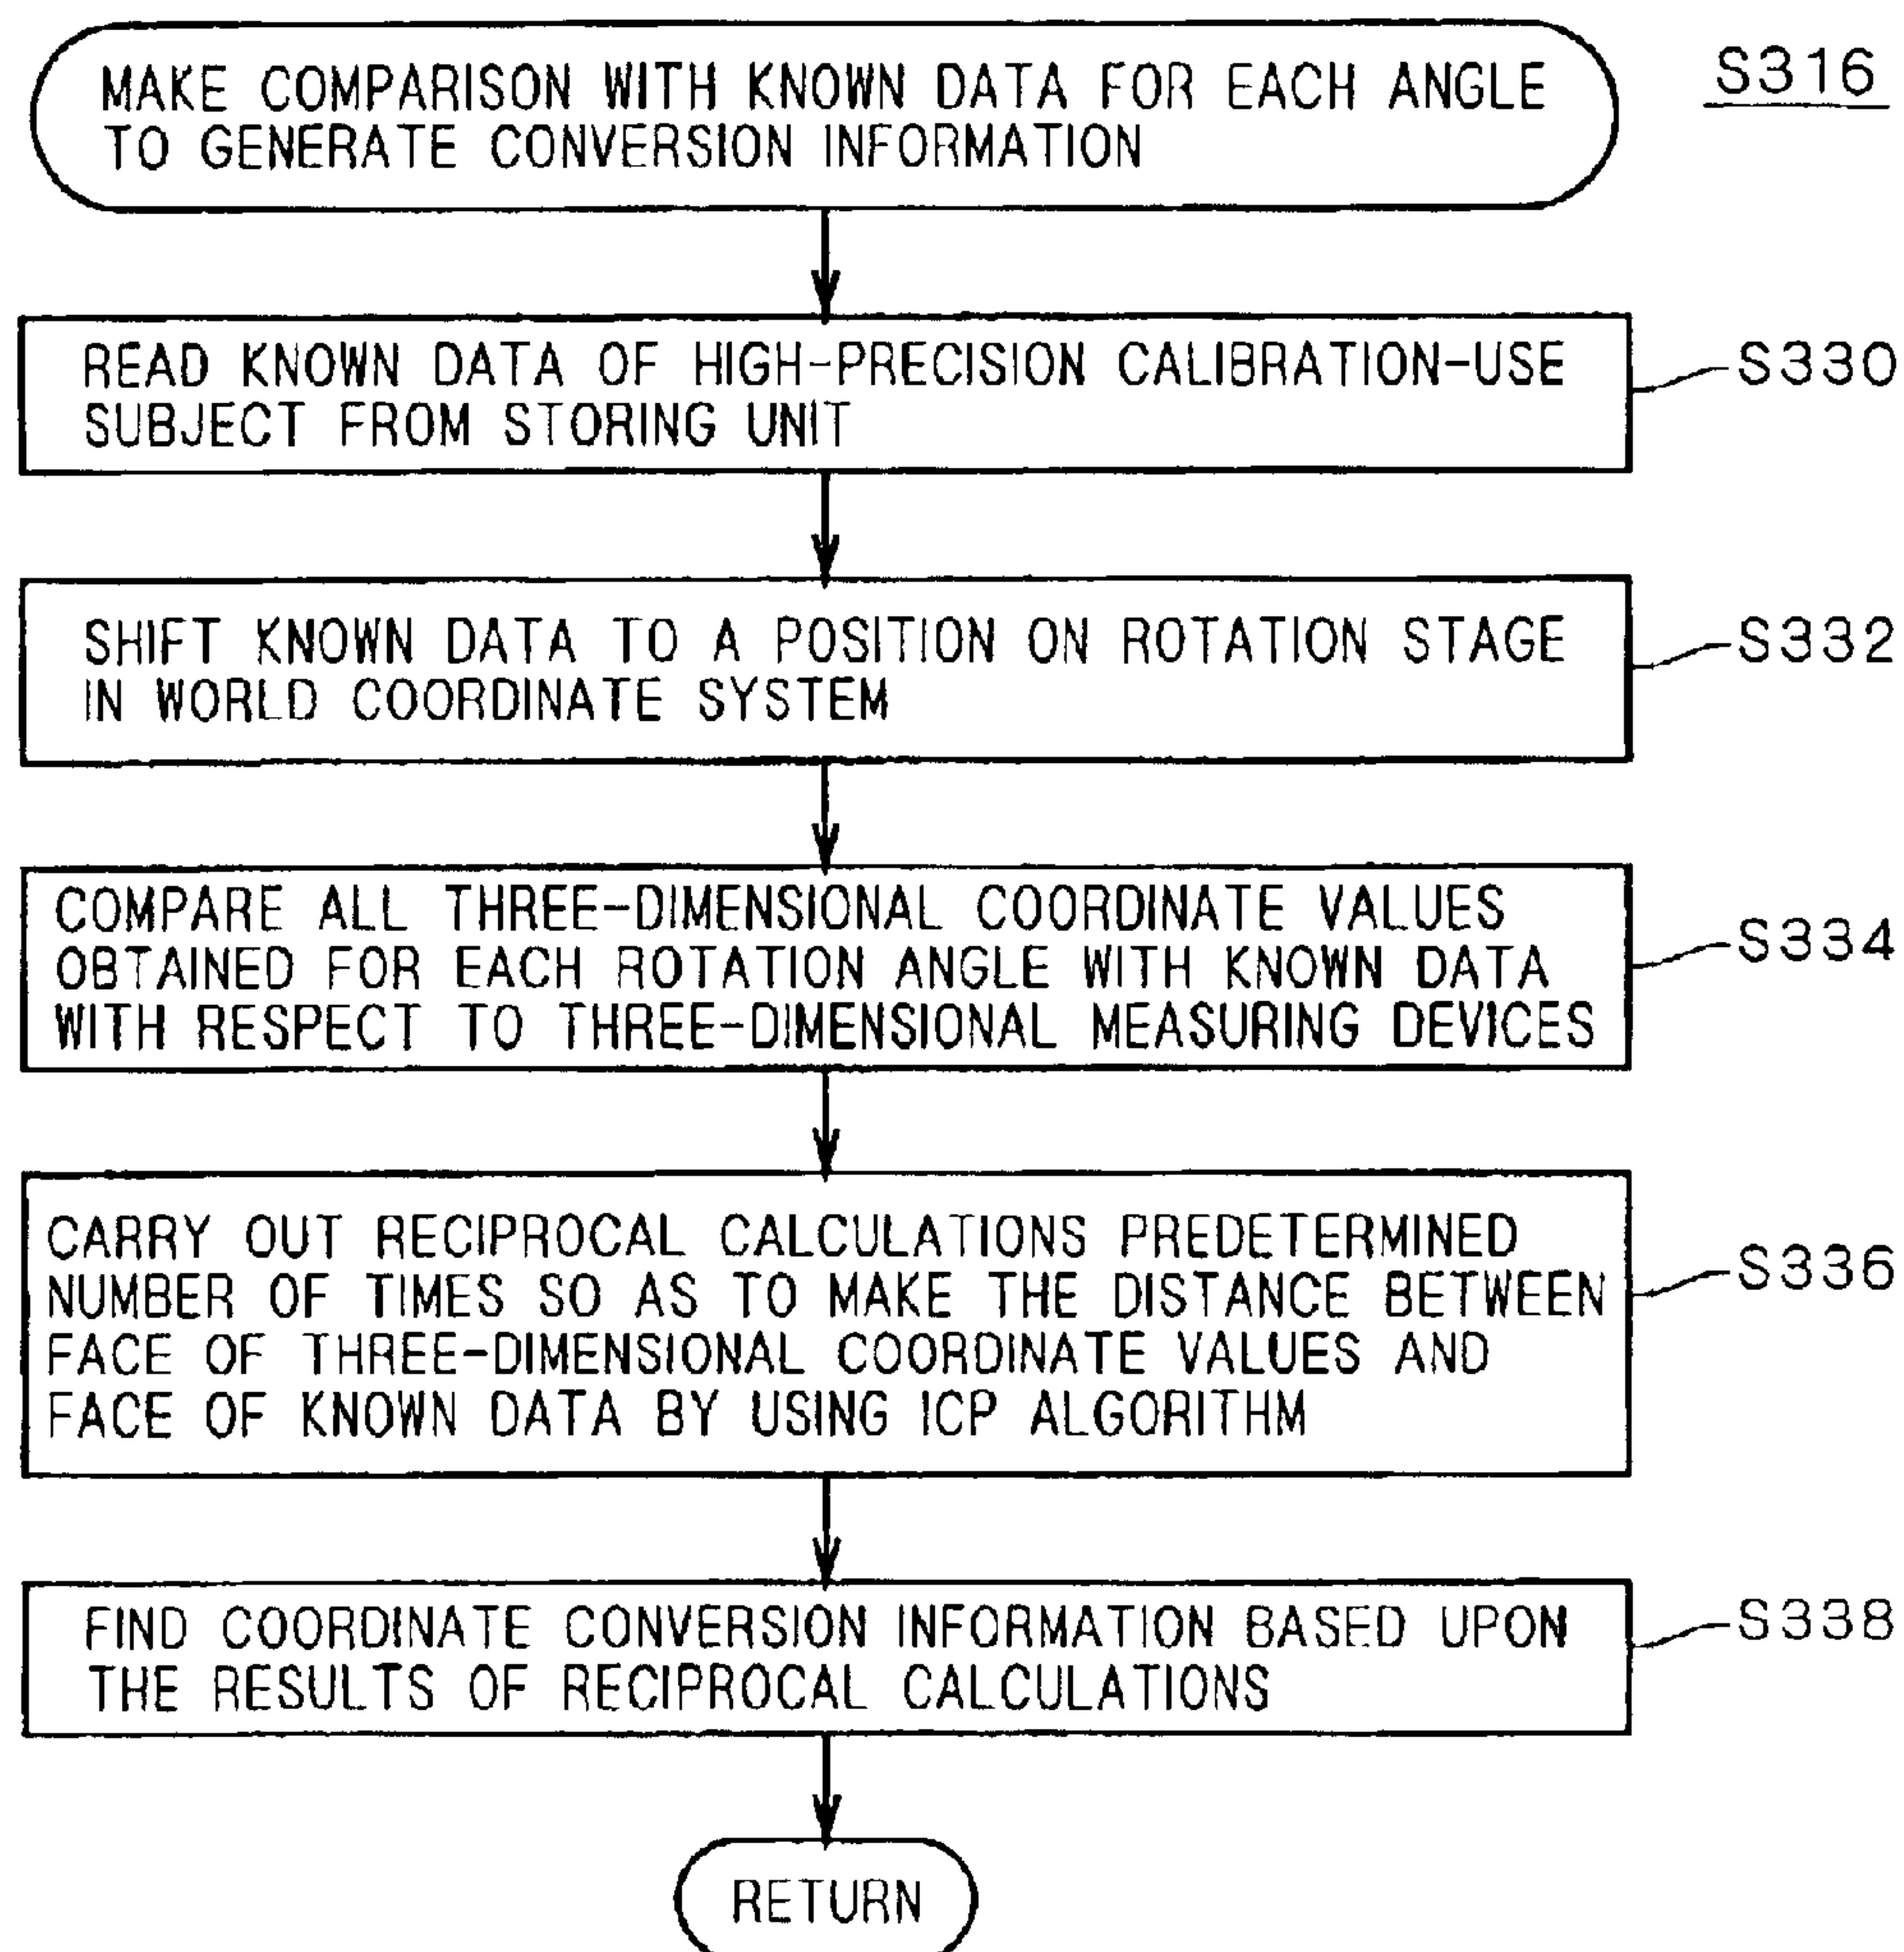 MAKE COMPARISON WITH KNOWN DATA FOR EACH ANGLE
TO GENERATE CONVERSION INFORMATION
S316
READ KNOWN DATA OF HIGH-PRECISION CALIBRATION-USE
SUBJECT FROM STORING UNIT
S330
SHIFT KNOWN DATA TO A POSITION ON ROTATION STAGE
IN WORLD COORDINATE SYSTEM
S332
COMPARE ALL THREE-DIMENSIONAL COORDINATE VALUES
OBTAINED FOR EACH ROTATION ANGLE WITH KNOWN DATA
WITH RESPECT TO THREE-DIMENSIONAL MEASURING DEVICES
S334
CARRY OUT RECIPROCAL CALCULATIONS PREDETERMINED
NUMBER OF TIMES SO AS TO MAKE THE DISTANCE BETWEEN
FACE OF THREE-DIMENSIONAL COORDINATE VALUES AND
FACE OF KNOWN DATA BY USING ICP ALGORITHM
S336
FIND COORDINATE CONVERSION INFORMATION BASED UPON
THE RESULTS OF RECIPROCAL CALCULATIONS
S338
RETURN